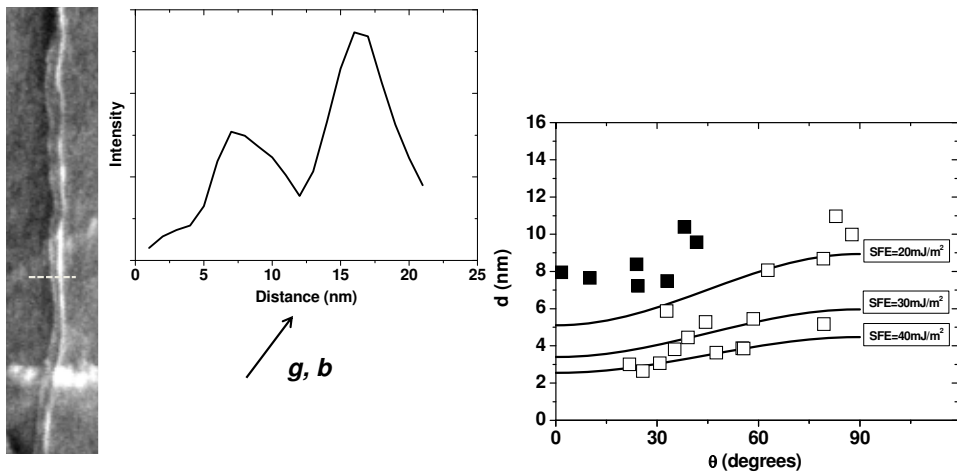 Intensity
0 5 10 15 20 25
Distance (nm)
g, b
16
14
12
10
8
6
4
2
0
d (nm)
SFE=20mJ/m²
SFE=30mJ/m²
SFE=40mJ/m²
0 30 60 90
θ (degrees)